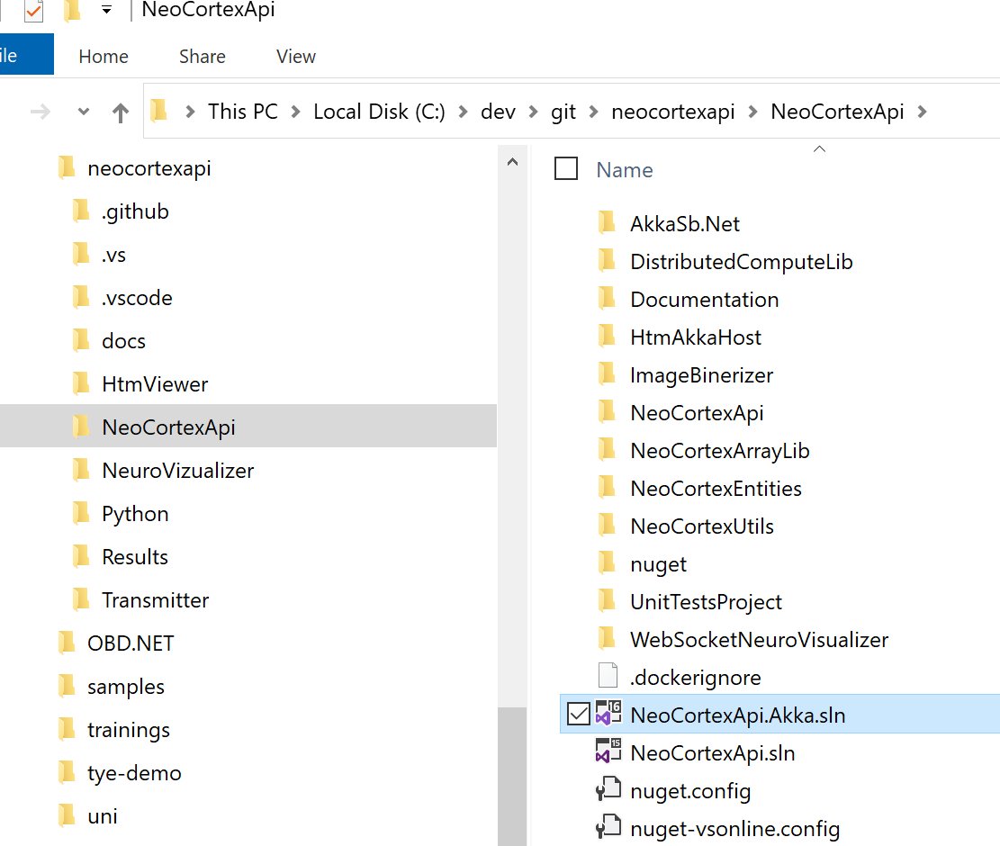 NeoCortexApi
ile Home Share View
This PC Local Disk (C:) dev git neocortexapi NeoCortexApi
neocortexapi
.github
.vs
.vscode
docs
HtmViewer
NeoCortexApi
NeuroVizualizer
Python
Results
Transmitter
OBD.NET
samples
trainings
tye-demo
uni
Name
AkkaSb.Net
DistributedComputeLib
Documentation
HtmAkkaHost
ImageBinerizer
NeoCortexApi
NeoCortexArrayLib
NeoCortexEntities
NeoCortexUtils
nuget
UnitTestsProject
WebSocketNeuroVisualizer
.dockerignore
16 NeoCortexApi.Akka.sln
15 NeoCortexApi.sln
nuget.config
nuget-vsonline.config